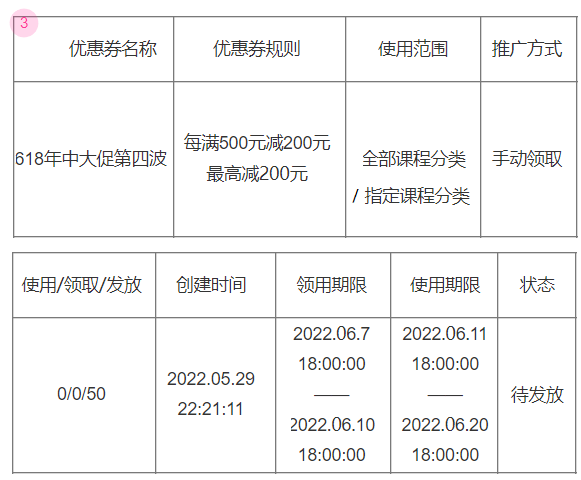 3
优惠券名称 优惠券规则 使用范围 推广方式
618年中大促第四波 每满500元减200元 全部课程分类 手动领取
最高减200元 / 指定课程分类
使用/领取/发放 创建时间 领用期限 使用期限 状态
0/0/50 2022.05.29 2022.06.7 2022.06.11 待发放
22:21:11 18:00:00 18:00:00
—— ——
2022.06.10 2022.06.20
18:00:00 18:00:00